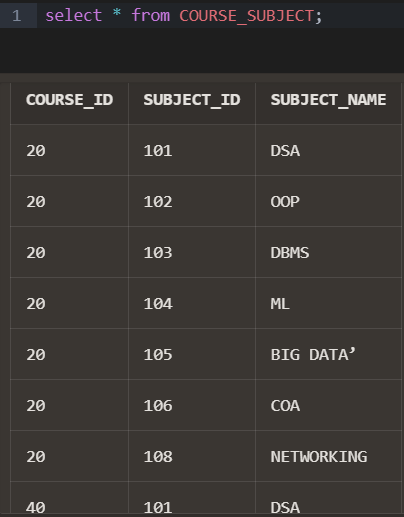 1 select * from COURSE_SUBJECT;
COURSE_ID SUBJECT_ID SUBJECT_NAME
20 101 DSA
20 102 OOP
20 103 DBMS
20 104 ML
20 105 BIG DATA’
20 106 COA
20 108 NETWORKING
40 101 DSA